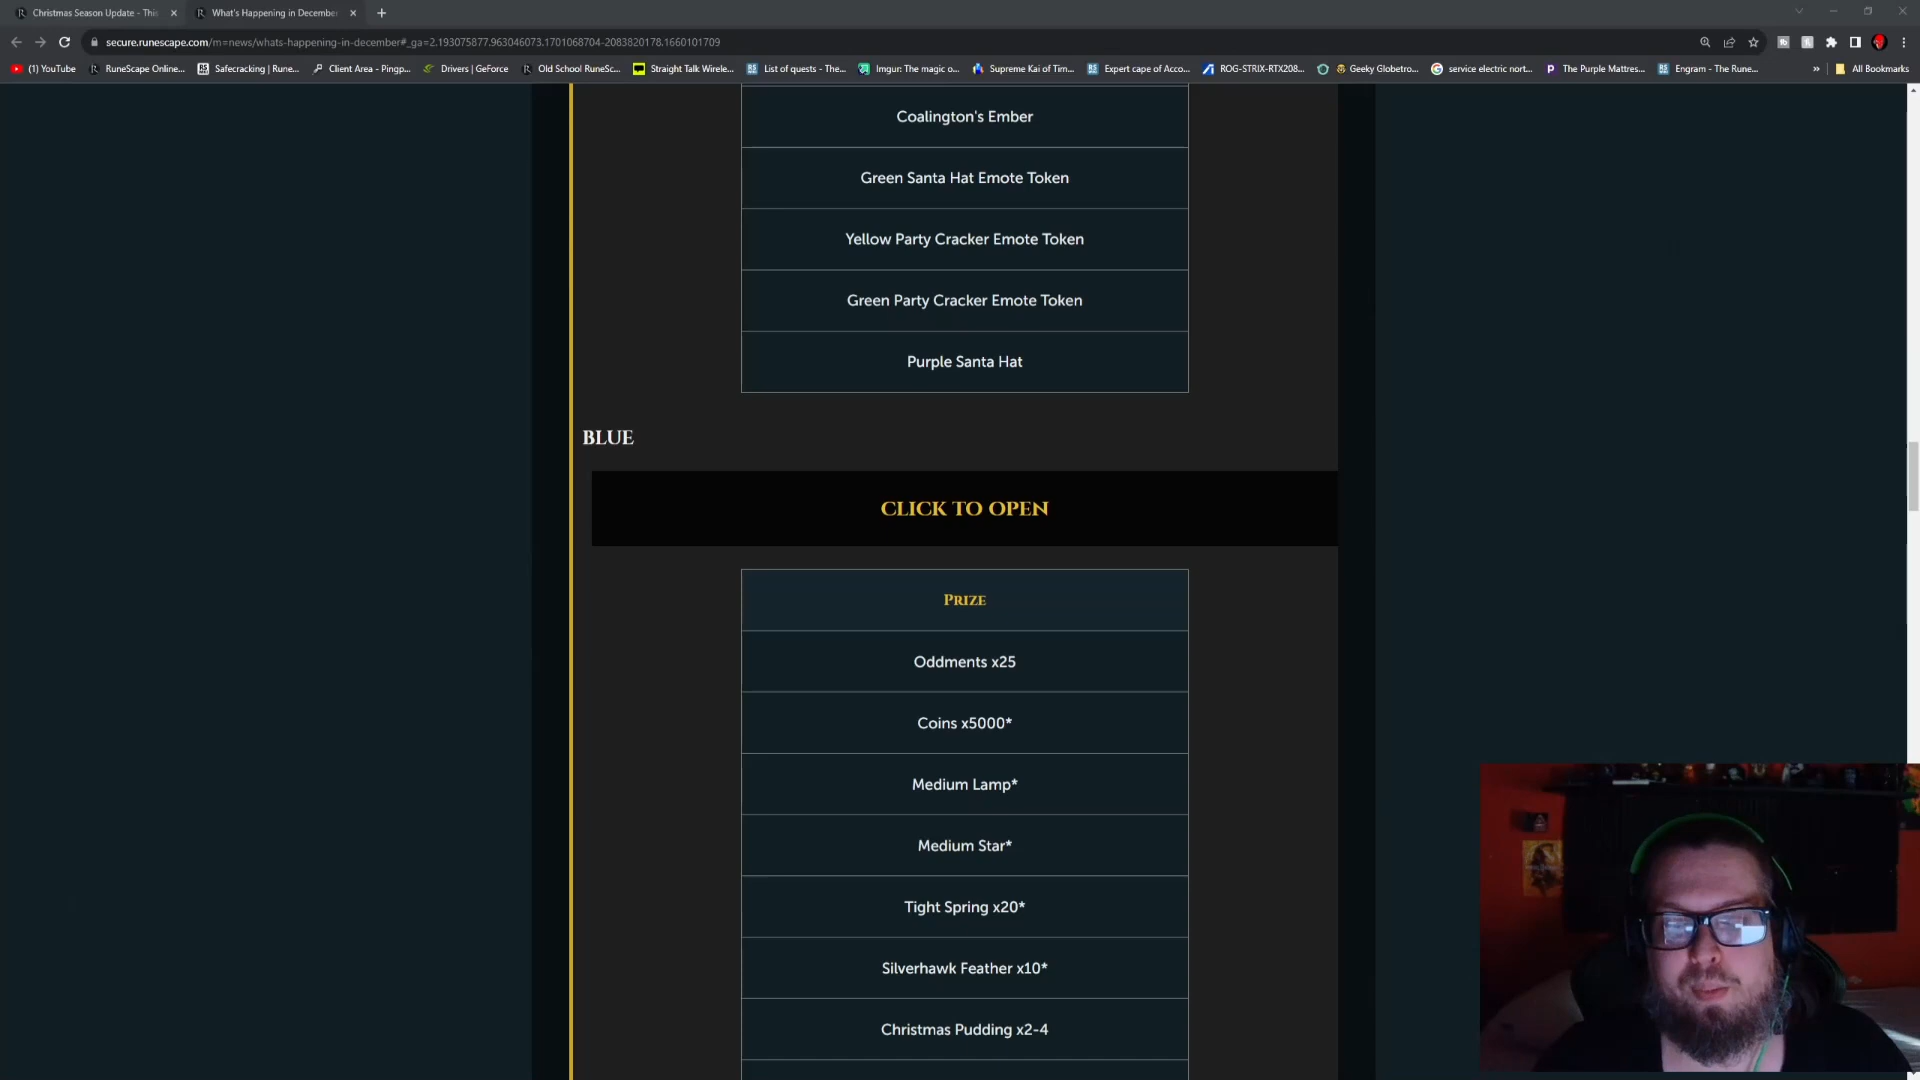 Christmas Season Update - This
What's Happening in December
secure.runescape.com/m=news/whats-happening-in-december#_ga=2.193075877.963046073.1701068704-2083820178.1660101709
(1) YouTube
RuneScape Online...
Safecracking | Rune...
Client Area - Pingp...
Drivers | GeForce
Old School RuneSc...
Straight Talk Wirele...
List of quests - The...
Imgur: The magic o...
Supreme Kai of Tim...
Expert cape of Acco...
ROG-STRIX-RTX208...
Geeky Globetro...
service electric nort...
The Purple Mattres...
Engram - The Rune...
All Bookmarks
Coalington's Ember
Green Santa Hat Emote Token
Yellow Party Cracker Emote Token
Green Party Cracker Emote Token
Purple Santa Hat
BLUE
CLICK TO OPEN
Prize
Oddments x25
Coins x5000*
Medium Lamp*
Medium Star*
Tight Spring x20*
Silverhawk Feather x10*
Christmas Pudding x2-4